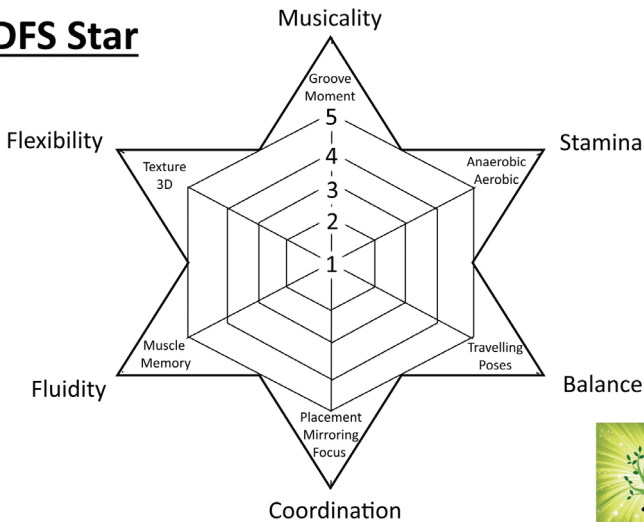 DFS Star
Musicality
Groove
Moment
5
Flexibility
Stamina
Texture
3D
Anaerobic
Aerobic
4
3
2
1
Muscle
Memory
Travelling
Poses
Fluidity
Balance
Placement
Mirroring
Focus
Coordination